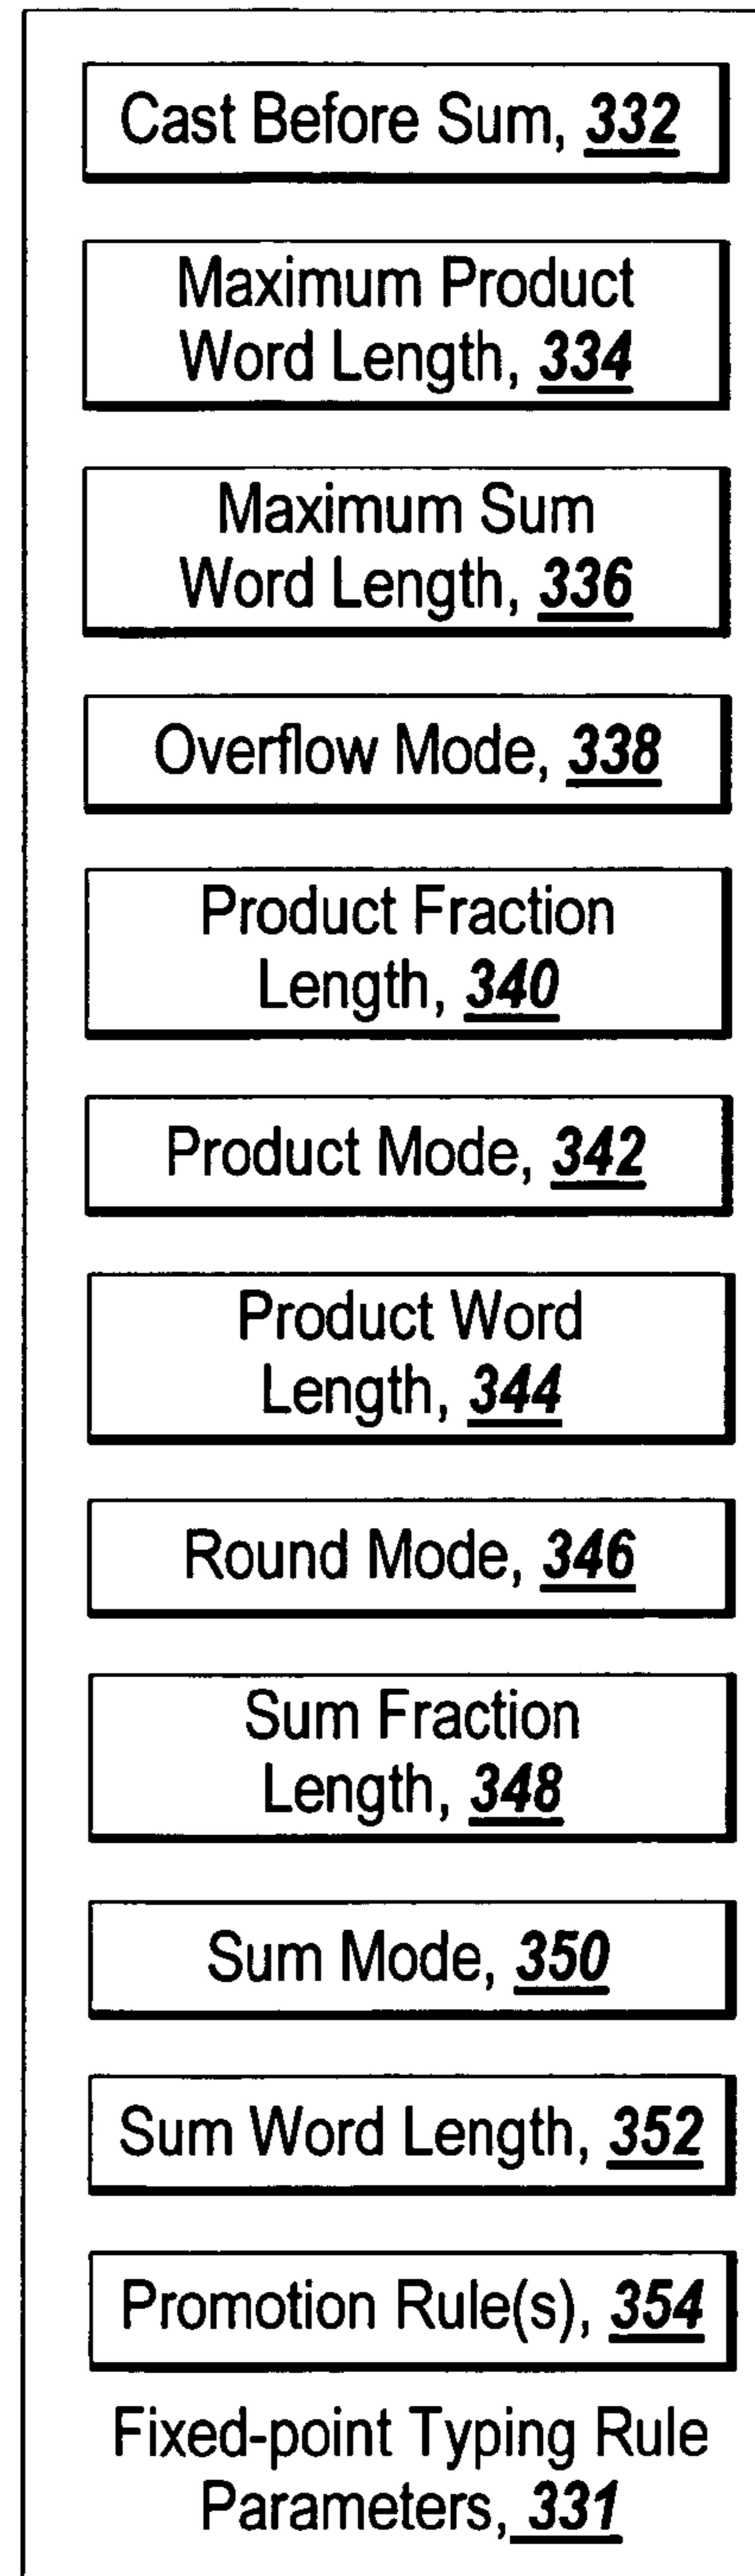 Cast Before Sum, 332
Maximum Product
Word Length, 334
Maximum Sum
Word Length, 336
Overflow Mode, 338
Product Fraction
Length, 340
Product Mode, 342
Product Word
Length, 344
Round Mode, 346
Sum Fraction
Length, 348
Sum Mode, 350
Sum Word Length, 352
Promotion Rule(s), 354
Fixed-point Typing Rule
Parameters, 331